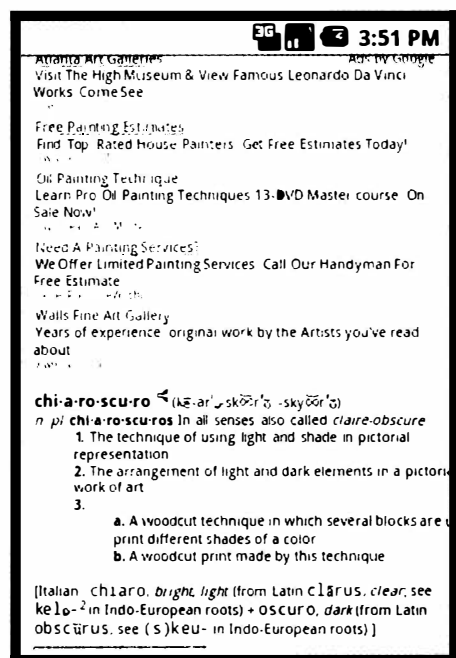 3G 3:51 PM
Atlanta Art Galleries Ads by Google
Visit The High Museum & View Famous Leonardo Da Vinci
Works ComeSee
Free Painting Estimates
Find Top Rated House Painters Get Free Estimates Today!
Oil Painting Technique
Learn Pro Oil Painting Techniques 13-DVD Master course On
Sale Now!
Need A Painting Services?
We Offer Limited Painting Services Call Our Handyman For
Free Estimate
Walls Fine Art Gallery
Years of experience original work by the Artists you've read
about
chi·a·ro·scu·ro
n pl chi·a·ro·scu·ros In all senses also called claire-obscure
1. The technique of using light and shade in pictorial
representation
2. The arrangement of light and dark elements in a
work of art
3.
a. A woodcut technique in which several blocks are
print different shades of a color
b. A woodcut print made by this technique
[Italian chiaro, bright, light (from Latin clārus, clear, see
kelə-² in Indo-European roots) + oscuro, dark (from Latin
obscūrus, see (s)keu- in Indo-European roots) ]